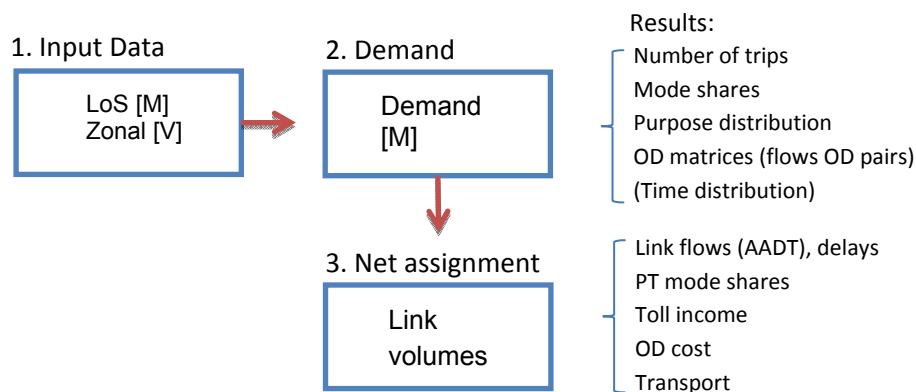 1. Input Data
LoS [M]
Zonal [V]
2. Demand
Demand
[M]
Results:
Number of trips
Mode shares
Purpose distribution
OD matrices (flows OD pairs)
(Time distribution)
3. Net assignment
Link
volumes
Link flows (AADT), delays
PT mode shares
Toll income
OD cost
Transport